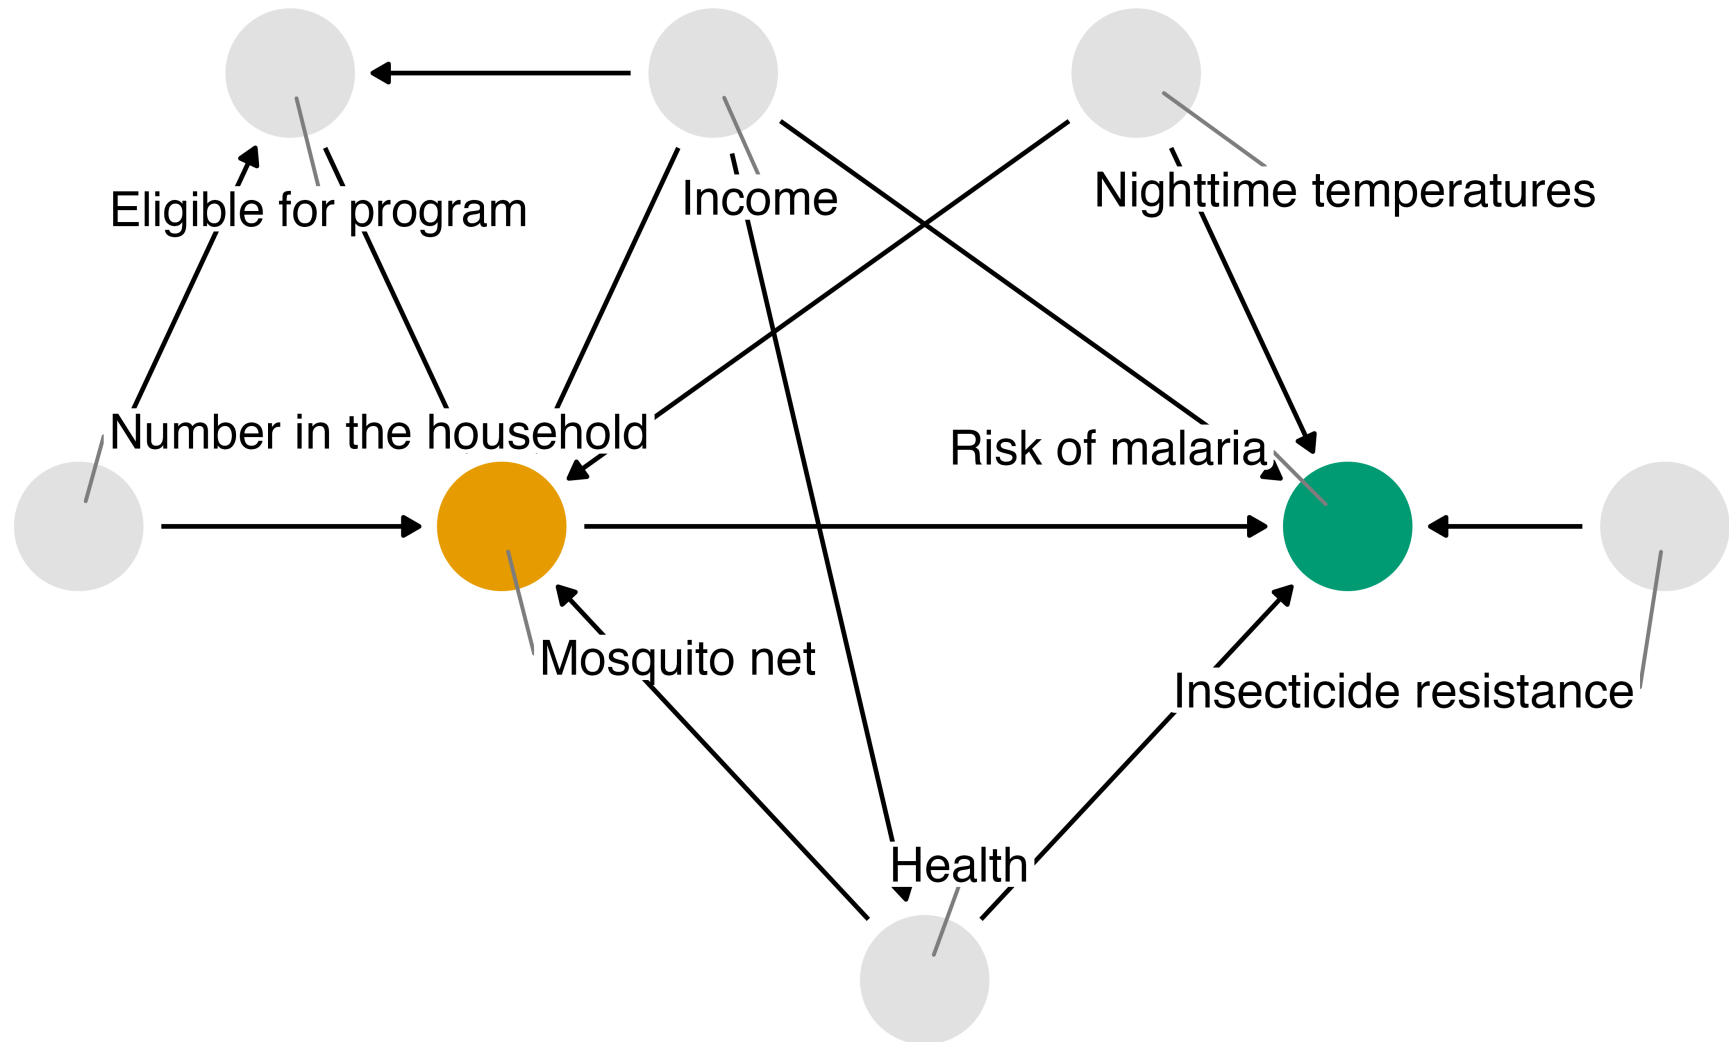 Eligible for program
Income
Nighttime temperatures
Number in the household
Risk of malaria
Mosquito net
Insecticide resistance
Health